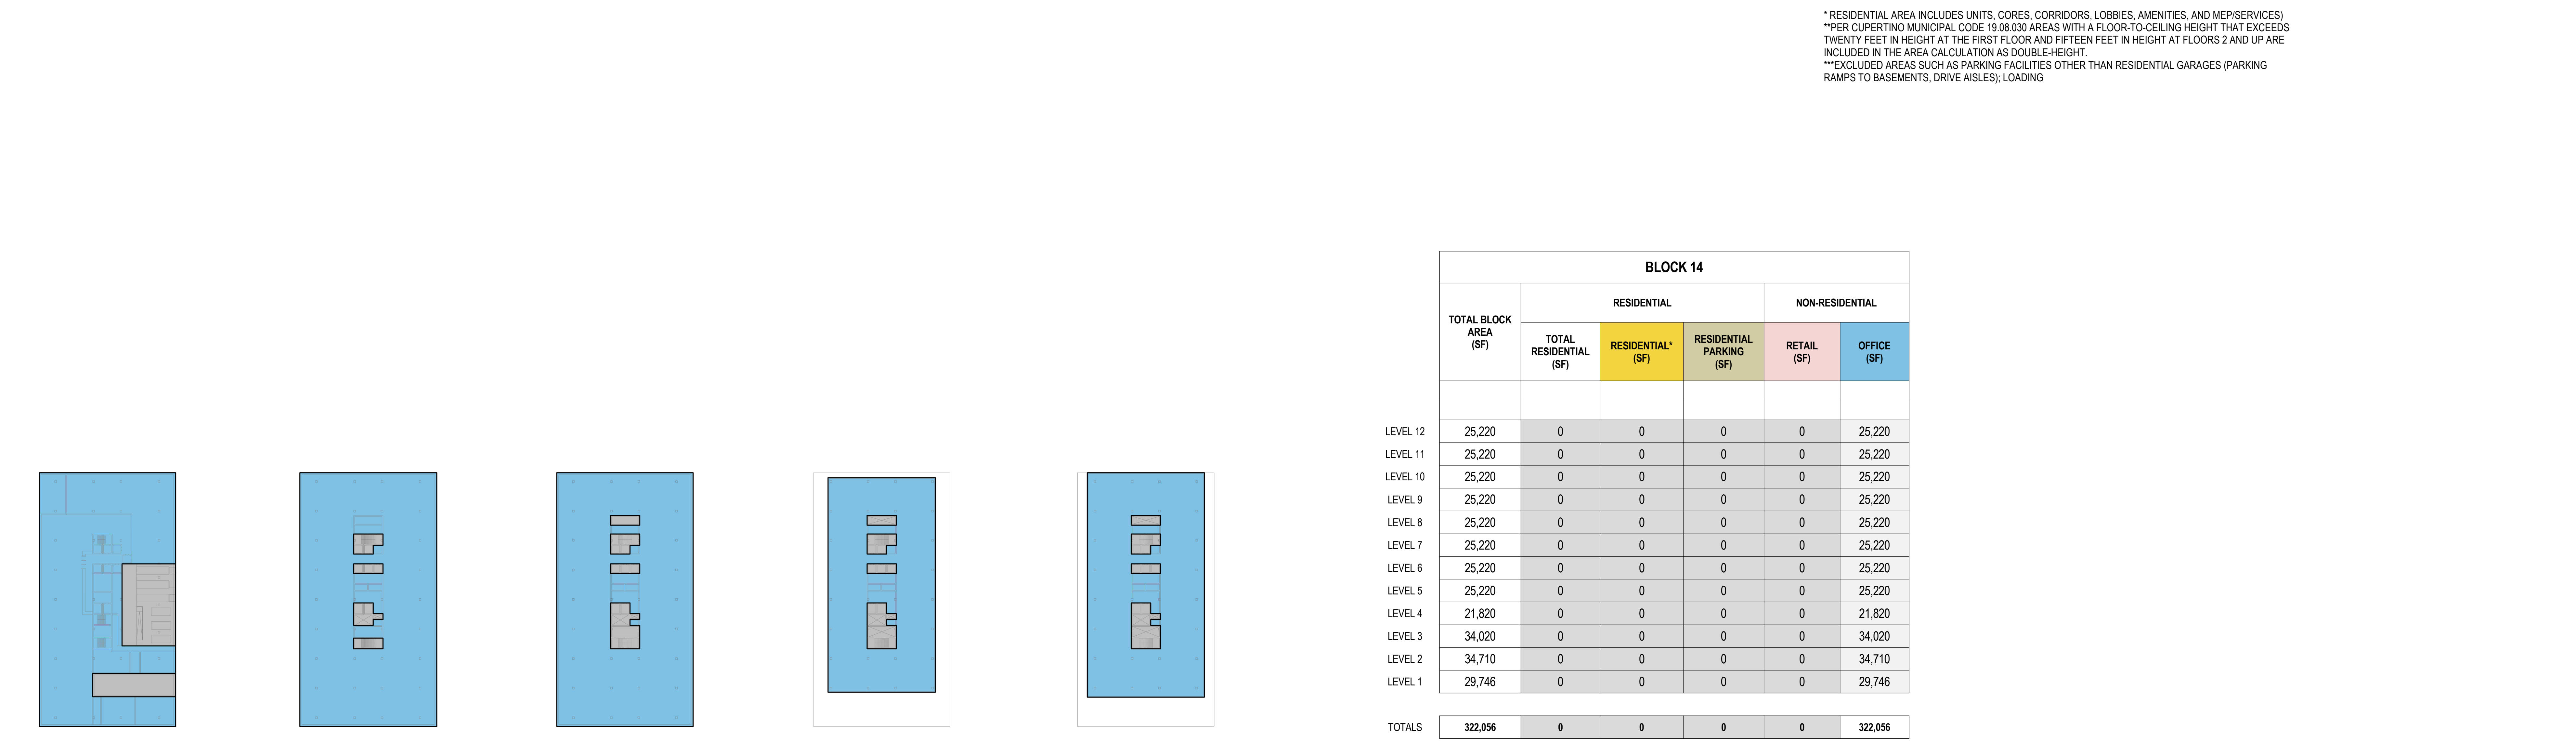 * RESIDENTIAL AREA INCLUDES UNITS, CORES, CORRIDORS, LOBBIES, AMENITIES, AND MEP/SERVICES)
**PER CUPERTINO MUNICIPAL CODE 19.08.030 AREAS WITH A FLOOR-TO-CEILING HEIGHT THAT EXCEEDS
TWENTY FEET IN HEIGHT AT THE FIRST FLOOR AND FIFTEEN FEET IN HEIGHT AT FLOORS 2 AND UP ARE
INCLUDED IN THE AREA CALCULATION AS DOUBLE-HEIGHT.
***EXCLUDED AREAS SUCH AS PARKING FACILITIES OTHER THAN RESIDENTIAL GARAGES (PARKING
RAMPS TO BASEMENTS, DRIVE AISLES); LOADING
BLOCK 14
TOTAL BLOCK
AREA
(SF)
RESIDENTIAL
NON-RESIDENTIAL
TOTAL
RESIDENTIAL
(SF)
RESIDENTIAL*
(SF)
RESIDENTIAL
PARKING
(SF)
RETAIL
(SF)
OFFICE
(SF)
LEVEL 12 25,220 0 0 0 0 25,220
LEVEL 11 25,220 0 0 0 0 25,220
LEVEL 10 25,220 0 0 0 0 25,220
LEVEL 9 25,220 0 0 0 0 25,220
LEVEL 8 25,220 0 0 0 0 25,220
LEVEL 7 25,220 0 0 0 0 25,220
LEVEL 6 25,220 0 0 0 0 25,220
LEVEL 5 25,220 0 0 0 0 25,220
LEVEL 4 21,820 0 0 0 0 21,820
LEVEL 3 34,020 0 0 0 0 34,020
LEVEL 2 34,710 0 0 0 0 34,710
LEVEL 1 29,746 0 0 0 0 29,746
TOTALS 322,056 0 0 0 0 322,056